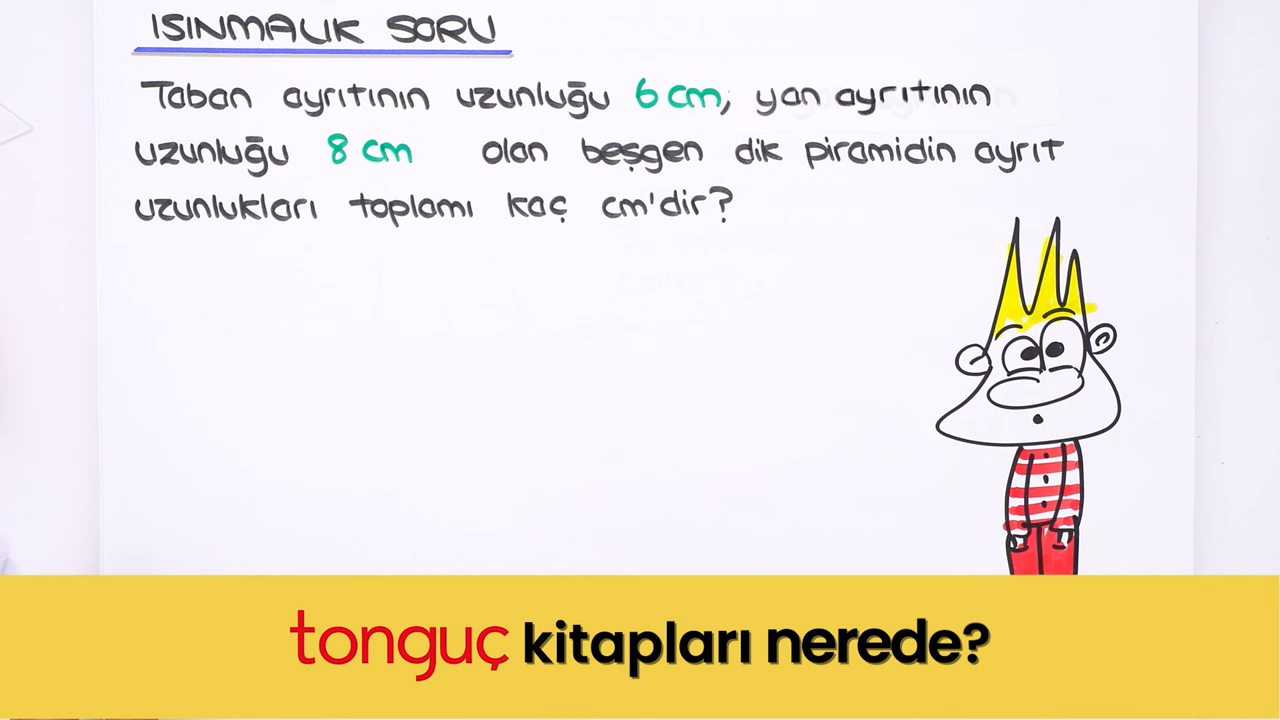 ISINMALIK SORU
Taban ayrıtının uzunluğu 6 cm, yan ayrıtının
uzunluğu 8 cm olan beşgen dik piramidin ayrıt
uzunlukları toplamı kaç cm'dir?
tonguç kitapları nerede?